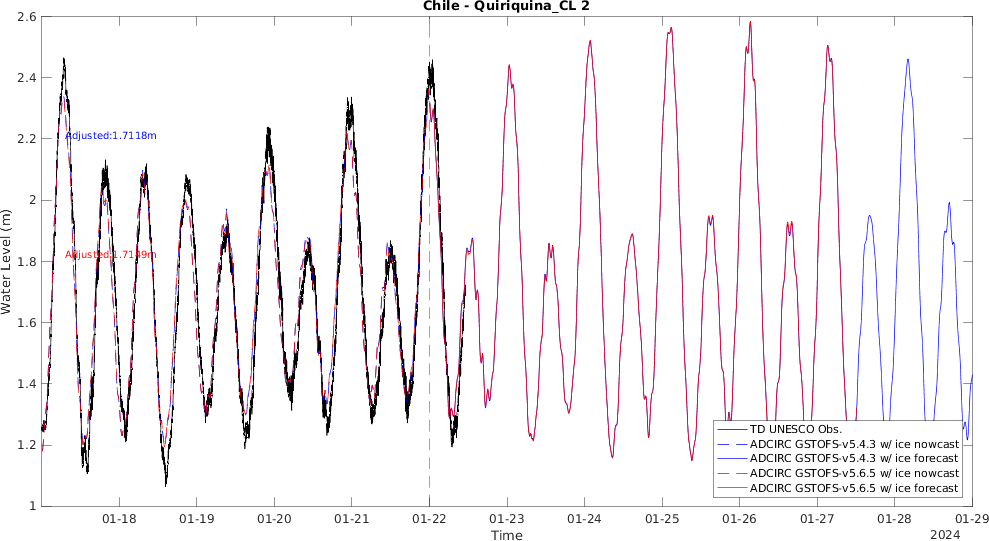 Chile - Quiriquina_CL 2
2.6
2.4
2.2
2
1.8
1.6
1.4
1.2
1
Water Level (m)
Adjusted:1.7118m
Adjusted:1.7149m
TD UNESCO Obs.
ADCIRC GSTOFS-v5.4.3 w/ ice nowcast
ADCIRC GSTOFS-v5.4.3 w/ ice forecast
ADCIRC GSTOFS-v5.6.5 w/ ice nowcast
ADCIRC GSTOFS-v5.6.5 w/ ice forecast
01-18 01-19 01-20 01-21 01-22 01-23 01-24 01-25 01-26 01-27 01-28 01-29
Time
2024